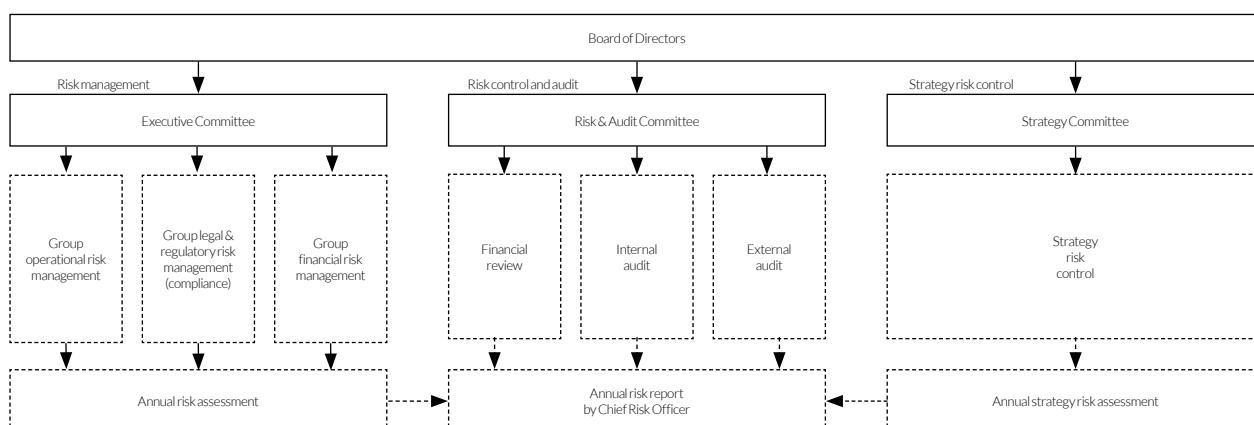 Board of Directors
Risk management
Risk control and audit
Strategy risk control
Executive Committee
Risk & Audit Committee
Strategy Committee
Group
operational risk
management
Group legal &
regulatory risk
management
(compliance)
Group
financial risk
management
Financial
review
Internal
audit
External
audit
Strategy
risk
control
Annual risk assessment
Annual risk report
by Chief Risk Officer
Annual strategy risk assessment